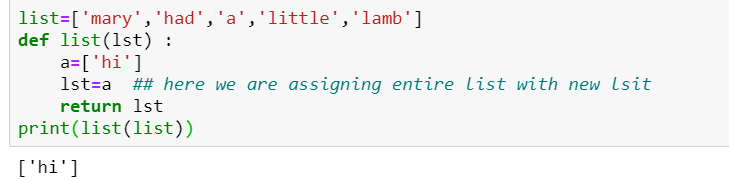 list=['mary','had','a','little','lamb']
def list(lst) :
    a=['hi']
    lst=a  ## here we are assigning entire list with new lsit
    return lst
print(list(list))
['hi']